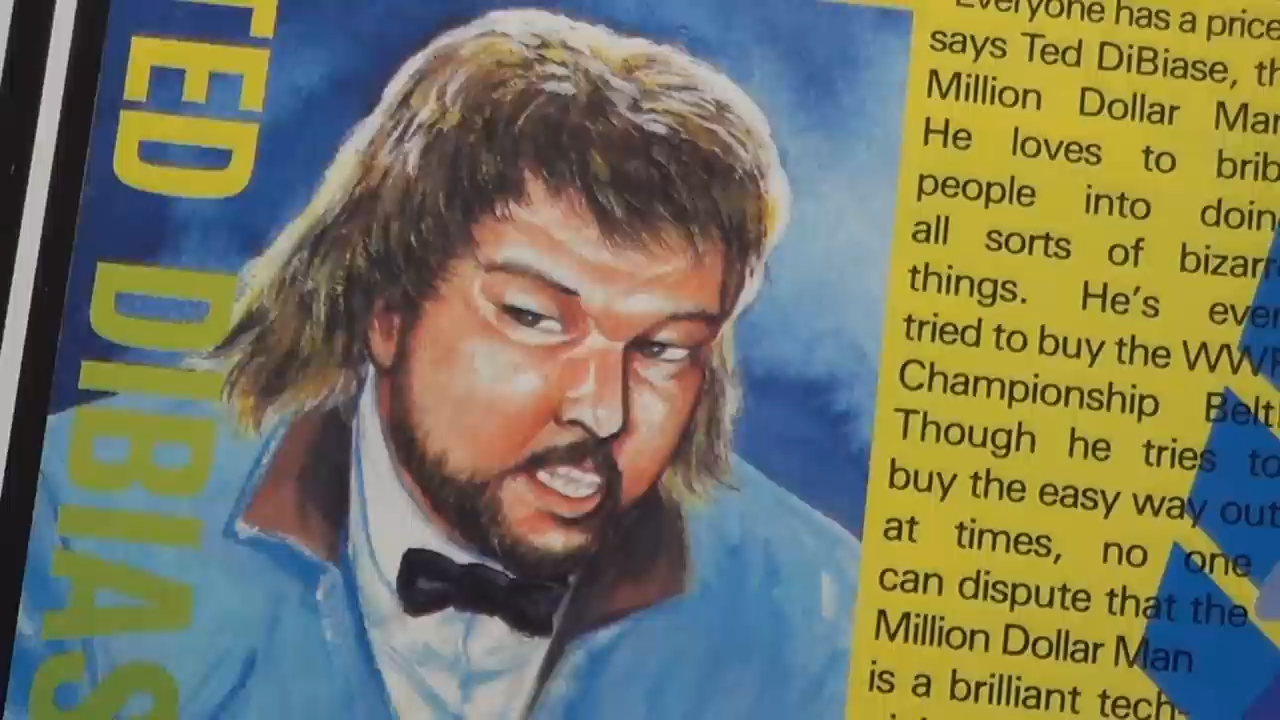 TED DIBIAS
Everyone has a price
says Ted DiBiase, th
Million Dollar Man
He loves to brib
people into doin
all sorts of bizarr
things. He's even
tried to buy the WWF
Championship Belt!
Though he tries to
buy the easy way out
at times, no one
can dispute that the
Million Dollar Man
is a brilliant tech-